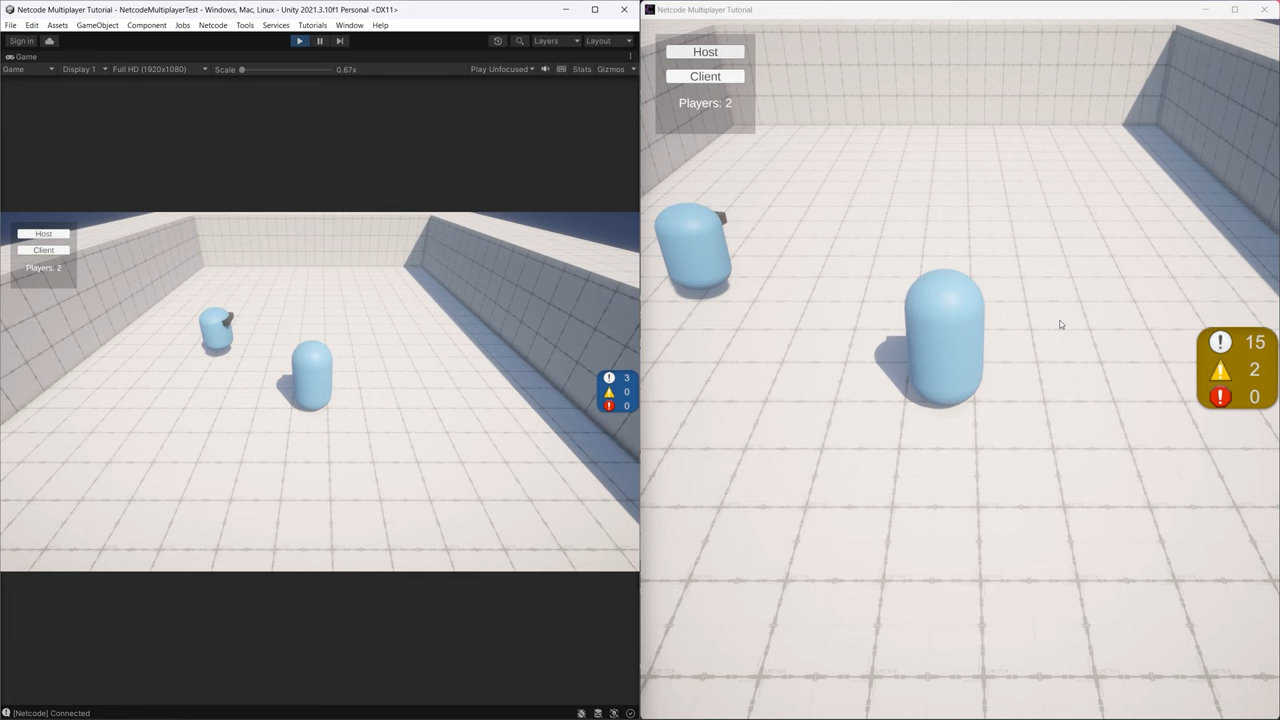 Netcode Multiplayer Tutorial - NetcodeMultiplayerTest - Windows, Mac, Linux - Unity 2021.3.10f1 Personal <DX11>
File Edit Assets GameObject Component Jobs Netcode Tools Services Tutorials Window Help
Sign in
Layers Layout
Game
Game Display 1 Full HD (1920x1080) Scale 0.67x Play Unfocused Stats Gizmos
Host
Client
Players: 2
3
0
0
[Netcode] Connected
Netcode Multiplayer Tutorial
Host
Client
Players: 2
15
2
0